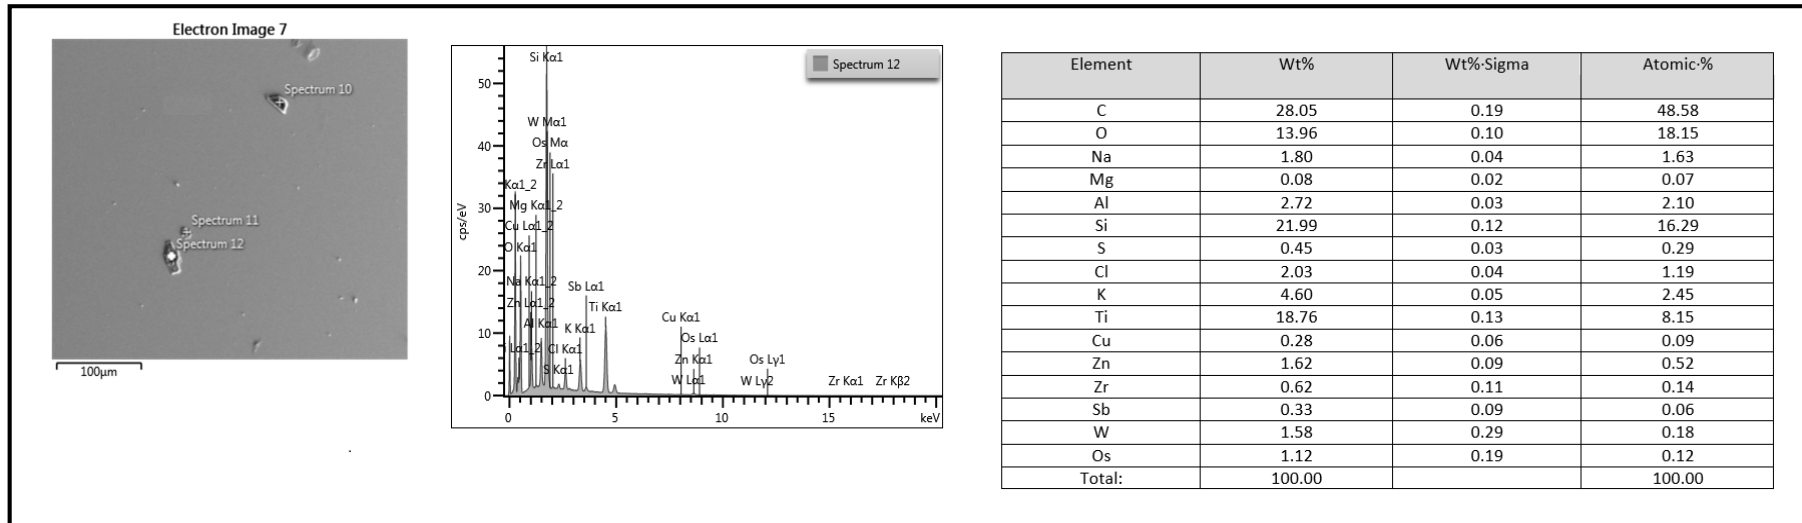 Electron Image 7
Spectrum 10
Spectrum 11
Spectrum 12
100µm
Spectrum 12
cps/eV
50
40
30
20
10
0
Si Kα1
W Mα1
Os Mα
Zr Lα1
Kα1_2
Mg Kα1_2
Cu Lα1_2
O Kα1
Na Kα1_2
Zn Lα1_2
Al Kα1
i Lα1_2
S Kα1
Cl Kα1
K Kα1
Sb Lα1
Ti Kα1
Cu Kα1
Os Lα1
Zn Kα1
W Lα1
Os Lγ1
W Lγ2
Zr Kα1
Zr Kβ2
0 5 10 15 keV
Element Wt% Wt%·Sigma Atomic·%
C 28.05 0.19 48.58
O 13.96 0.10 18.15
Na 1.80 0.04 1.63
Mg 0.08 0.02 0.07
Al 2.72 0.03 2.10
Si 21.99 0.12 16.29
S 0.45 0.03 0.29
Cl 2.03 0.04 1.19
K 4.60 0.05 2.45
Ti 18.76 0.13 8.15
Cu 0.28 0.06 0.09
Zn 1.62 0.09 0.52
Zr 0.62 0.11 0.14
Sb 0.33 0.09 0.06
W 1.58 0.29 0.18
Os 1.12 0.19 0.12
Total: 100.00 100.00